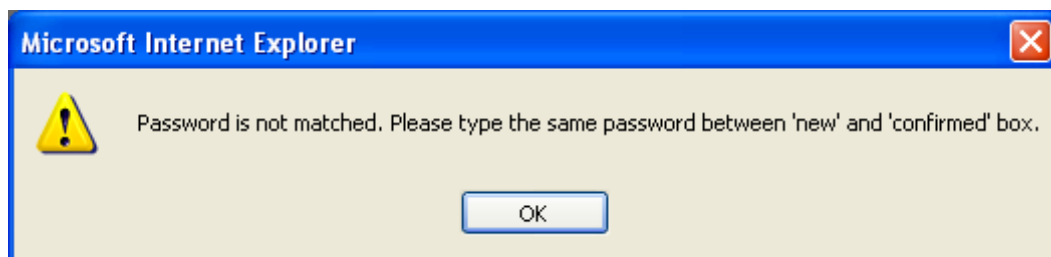 Microsoft Internet Explorer
Password is not matched. Please type the same password between 'new' and 'confirmed' box.
OK